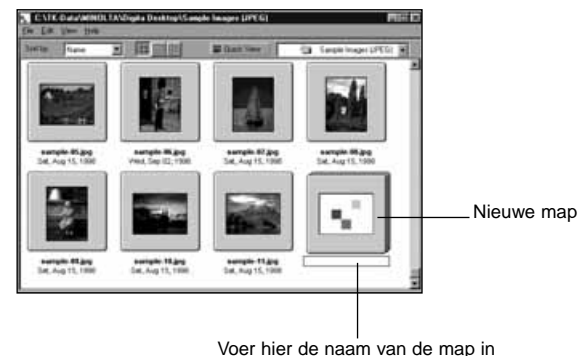 C:\TK-Data\MINOLTA\Digita Desktop\Sample Images (JPEG)
File Edit View Help
Sort by: Name Quick View Sample Images (JPEG)
sample-05.jpg sample-06.jpg sample-07.jpg sample-08.jpg
Sat, Aug 15, 1998 Wed, Sep 02, 1998 Sat, Aug 15, 1998 Sat, Aug 15, 1998
Nieuwe map
sample-09.jpg sample-10.jpg sample-11.jpg
Sat, Aug 15, 1998 Sat, Aug 15, 1998 Sat, Aug 15, 1998
Voer hier de naam van de map in